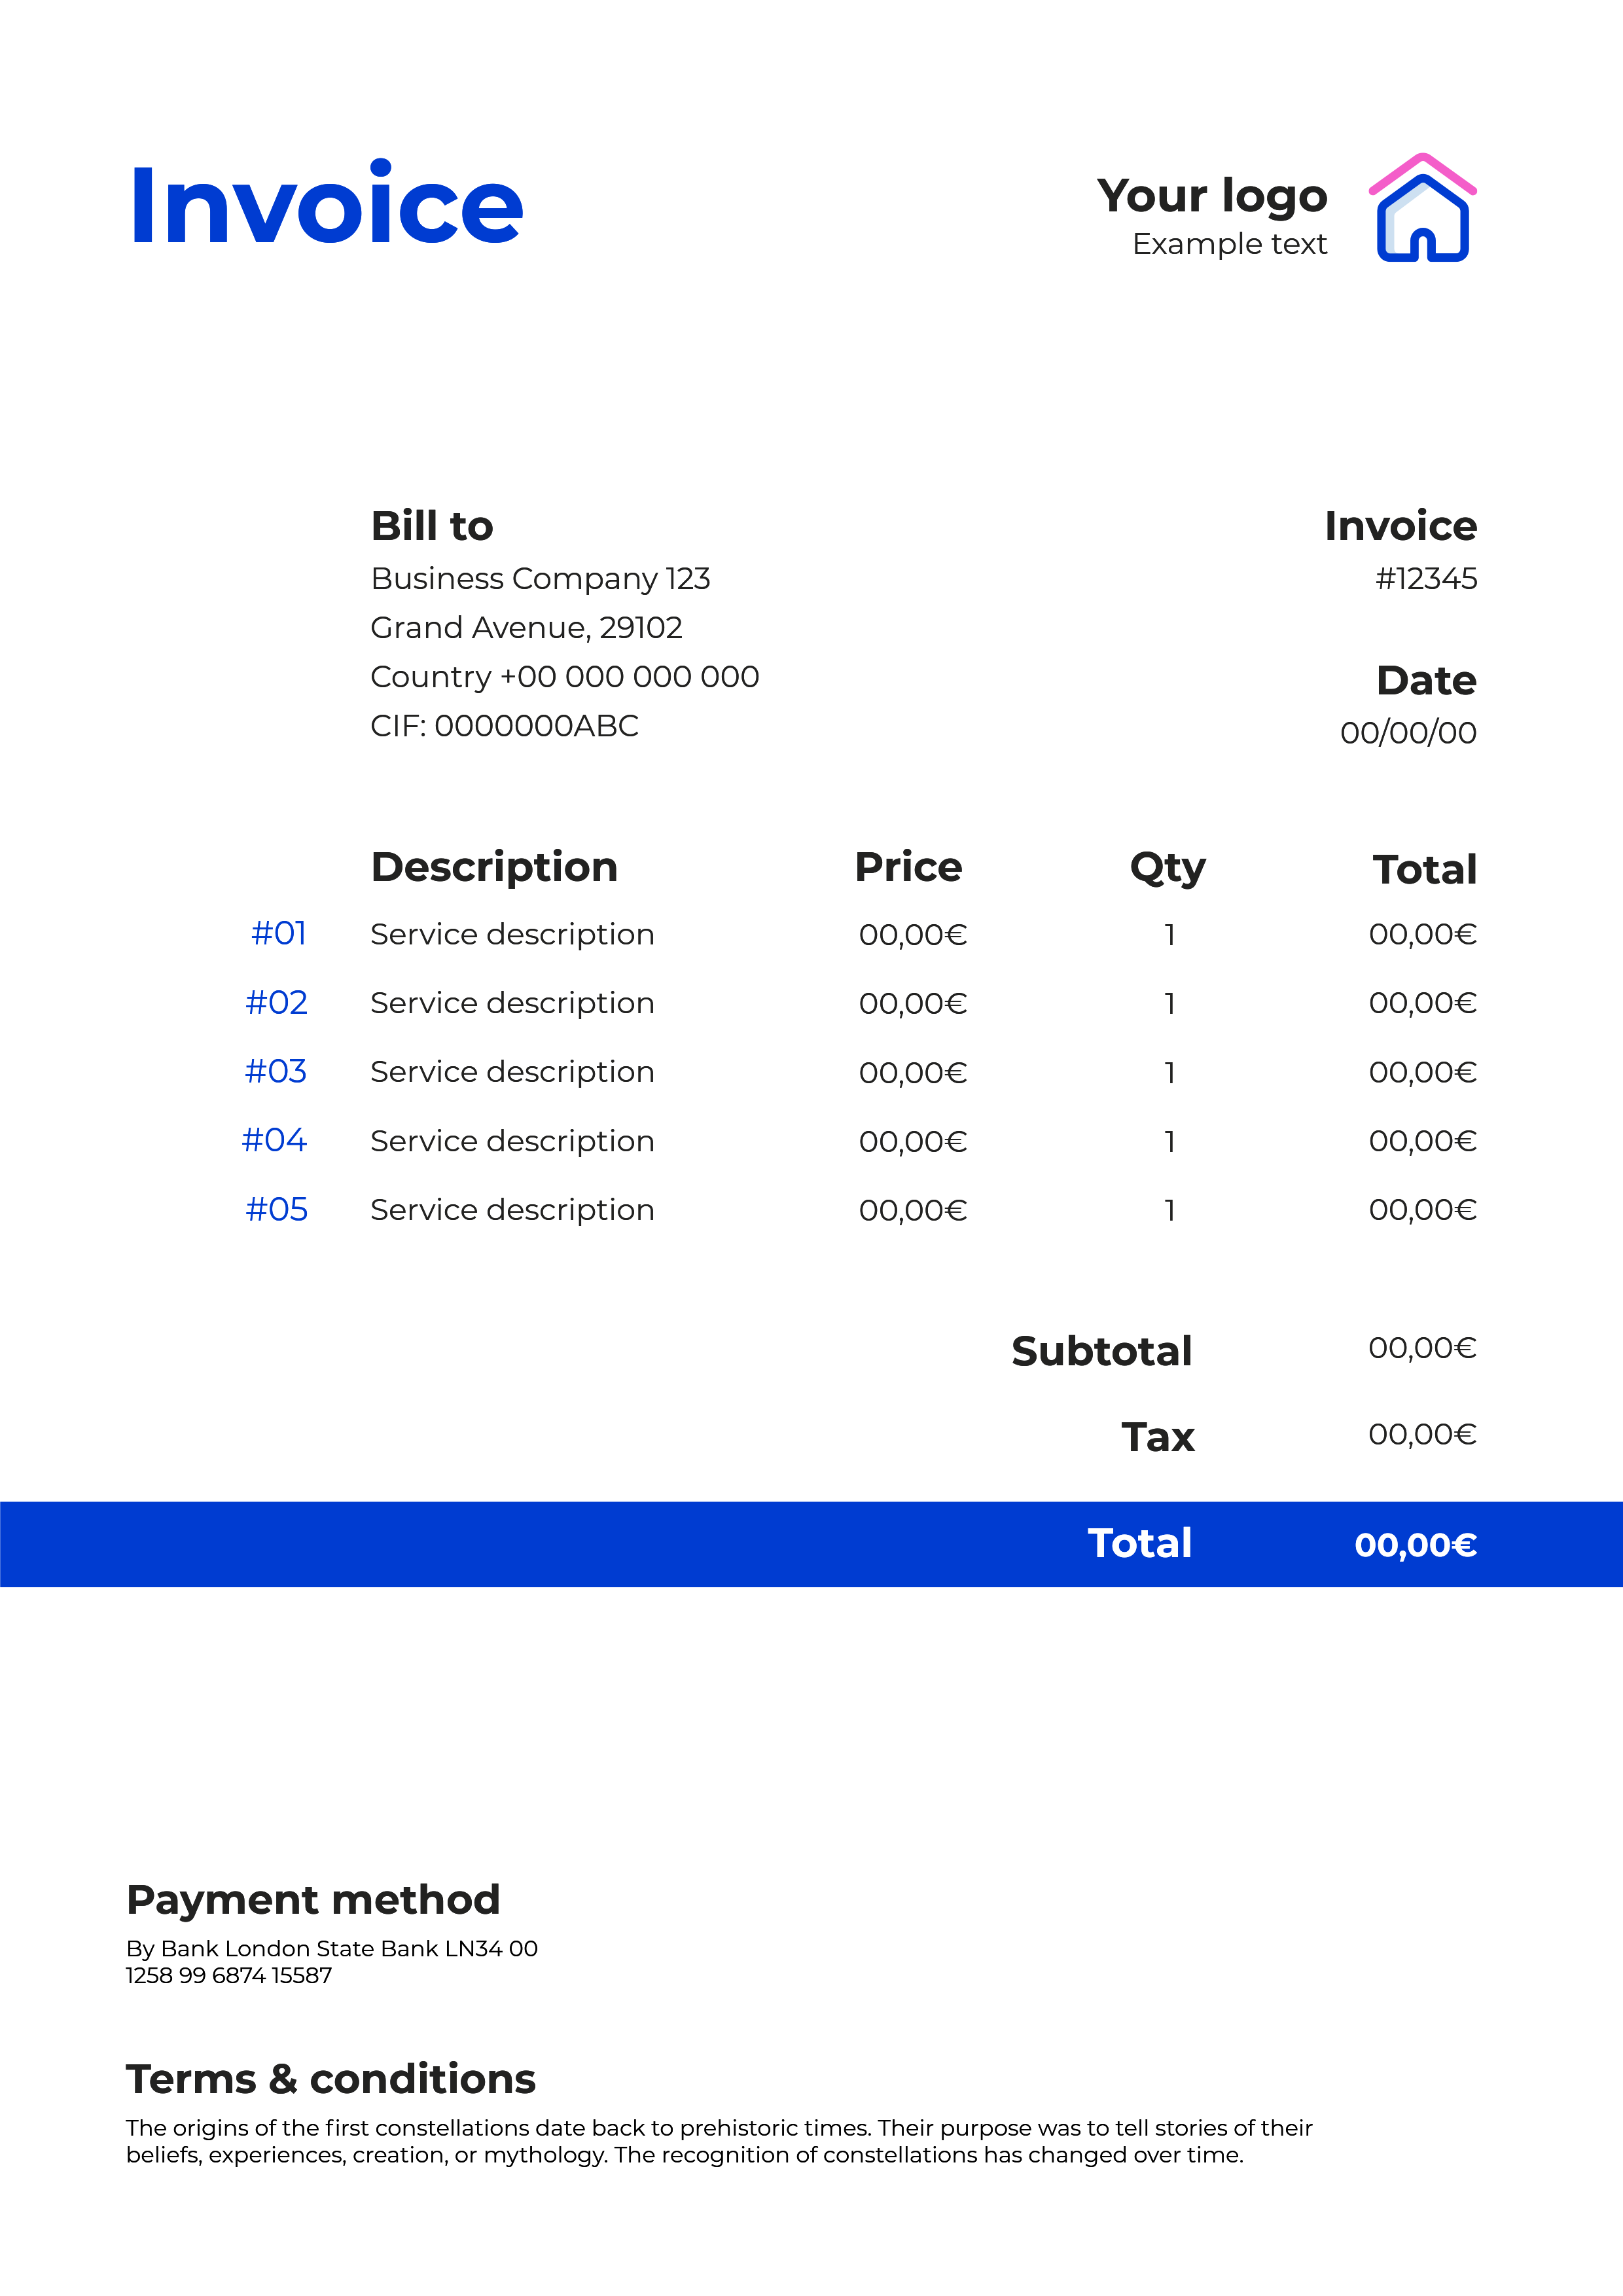 Invoice
Your logo
Example text
Bill to
Business Company 123
Grand Avenue, 29102
Country +00 000 000 000
CIF: 0000000ABC
Invoice
#12345
Date
00/00/00
Description Price Qty Total
#01 Service description 00,00€ 1 00,00€
#02 Service description 00,00€ 1 00,00€
#03 Service description 00,00€ 1 00,00€
#04 Service description 00,00€ 1 00,00€
#05 Service description 00,00€ 1 00,00€
Subtotal 00,00€
Tax 00,00€
Total 00,00€
Payment method
By Bank London State Bank LN34 00
1258 99 6874 15587
Terms & conditions
The origins of the first constellations date back to prehistoric times. Their purpose was to tell stories of their
beliefs, experiences, creation, or mythology. The recognition of constellations has changed over time.